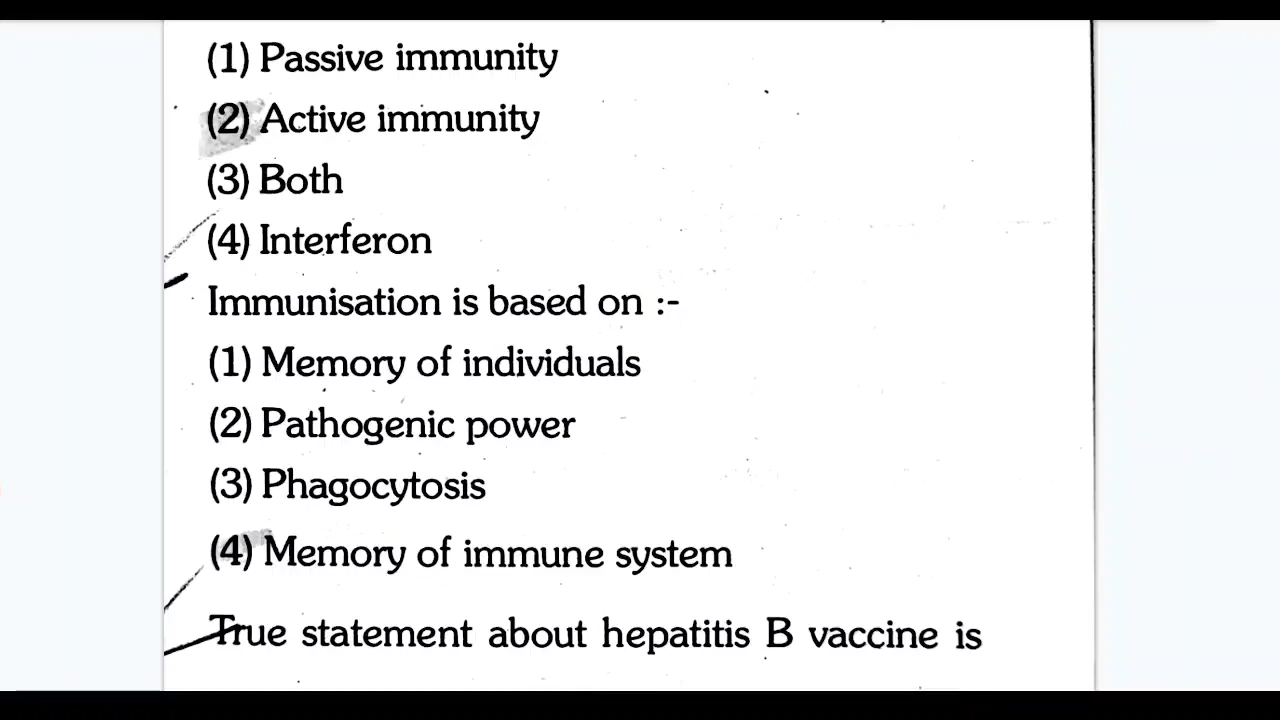 (1) Passive immunity
(2) Active immunity
(3) Both
(4) Interferon
Immunisation is based on :-
(1) Memory of individuals
(2) Pathogenic power
(3) Phagocytosis
(4) Memory of immune system
True statement about hepatitis B vaccine is